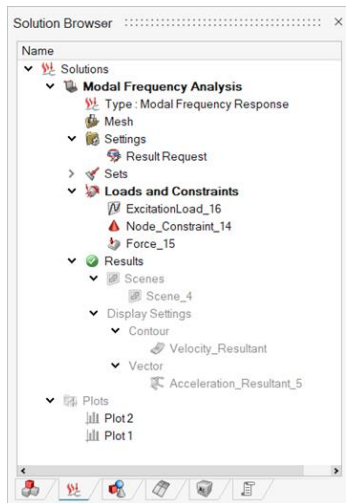 Solution Browser
Name
Solutions
Modal Frequency Analysis
Type : Modal Frequency Response
Mesh
Settings
Result Request
Sets
Loads and Constraints
ExcitationLoad_16
Node_Constraint_14
Force_15
Results
Scenes
Scene_4
Display Settings
Contour
Velocity_Resultant
Vector
Acceleration_Resultant_5
Plots
Plot 2
Plot 1